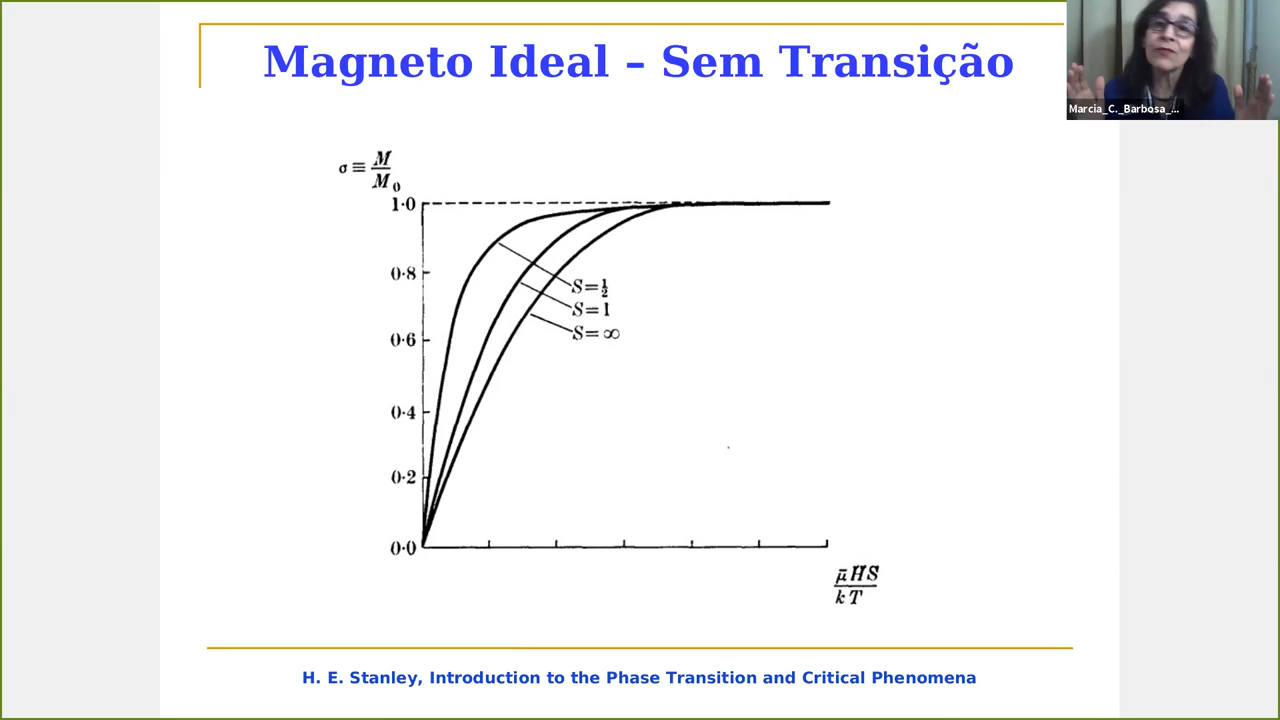 Magneto Ideal – Sem Transição
Marcia_C._Barbosa_...
σ ≡ M/M₀
1·0
0·8
0·6
0·4
0·2
0·0
S=½
S=1
S=∞
μ̄HS/kT
H. E. Stanley, Introduction to the Phase Transition and Critical Phenomena